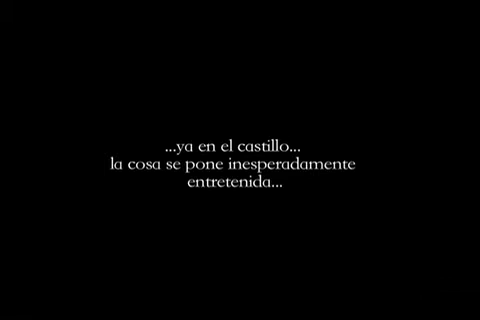 ...ya en el castillo...
la cosa se pone inesperadamente
entretenida...